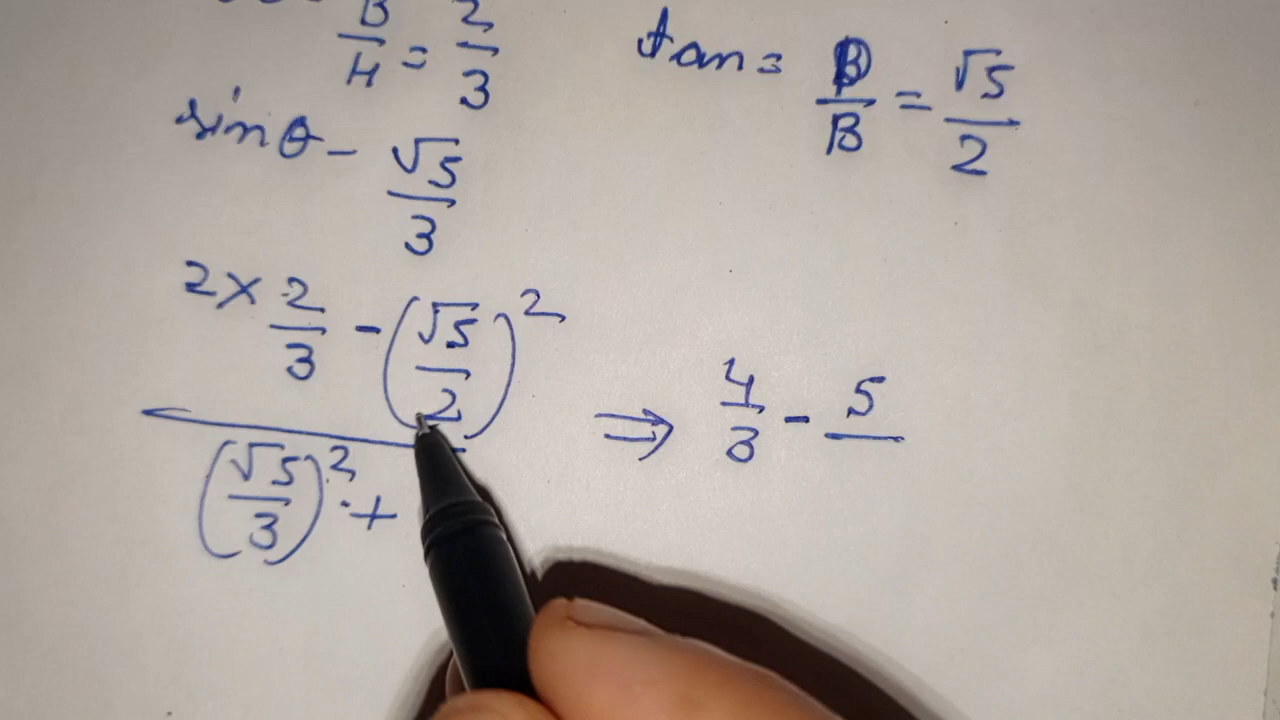 B/H = 2/3
tan = P/B = √5/2
sinθ - √5/3
2 × 2/3 - (√5/2)²
(√5/3)² +
⇒ 4/3 - 5